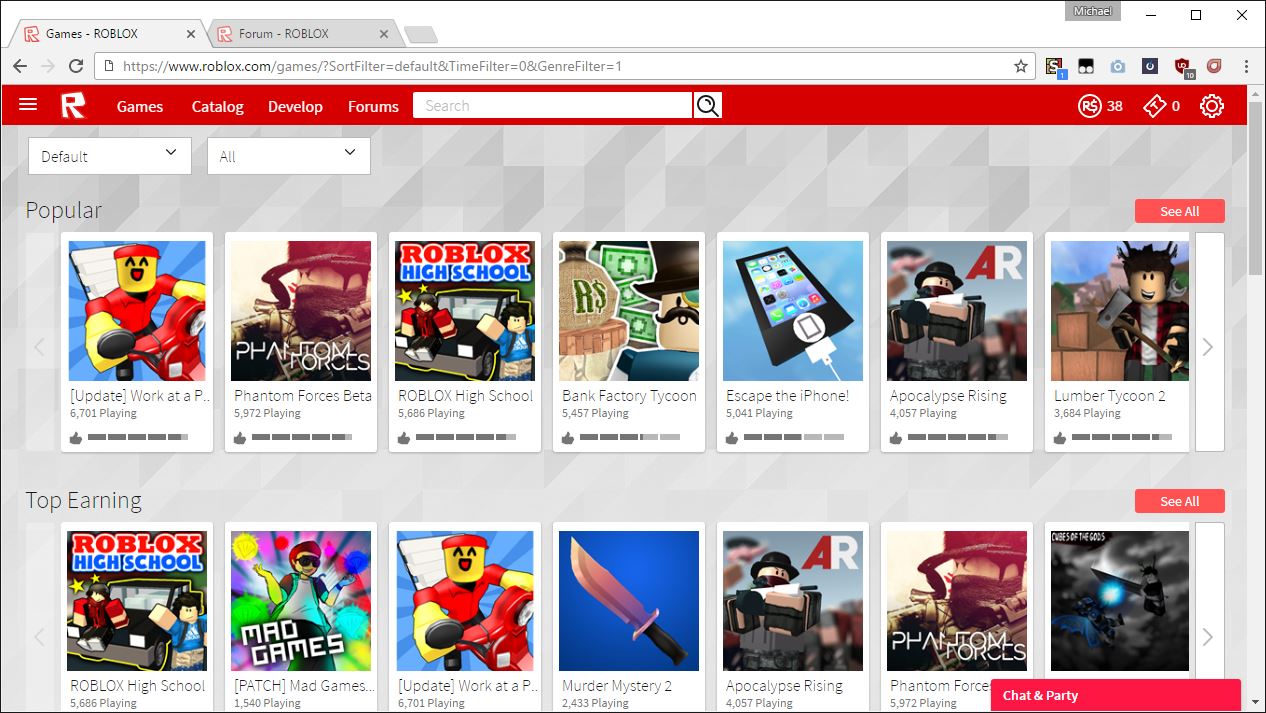 Michael
Games - ROBLOX
Forum - ROBLOX
https://www.roblox.com/games/?SortFilter=default&TimeFilter=0&GenreFilter=1
1
10
Games
Catalog
Develop
Forums
Search
R$ 38
0
Default
All
Popular
See All
PHANTOM FORCES
ROBLOX HIGH SCHOOL
R$
AR
[Update] Work at a P...
Phantom Forces Beta
ROBLOX High School
Bank Factory Tycoon
Escape the iPhone!
Apocalypse Rising
Lumber Tycoon 2
6,701 Playing
5,972 Playing
5,686 Playing
5,457 Playing
5,041 Playing
4,057 Playing
3,684 Playing
Top Earning
See All
ROBLOX HIGH SCHOOL
MAD GAMES
AR
PHANTOM FORCES
CUBES OF THE GODS
ROBLOX High School
[PATCH] Mad Games...
[Update] Work at a P...
Murder Mystery 2
Apocalypse Rising
Phantom Forces
5,686 Playing
1,540 Playing
6,701 Playing
2,433 Playing
4,057 Playing
5,972 Playing
Chat & Party